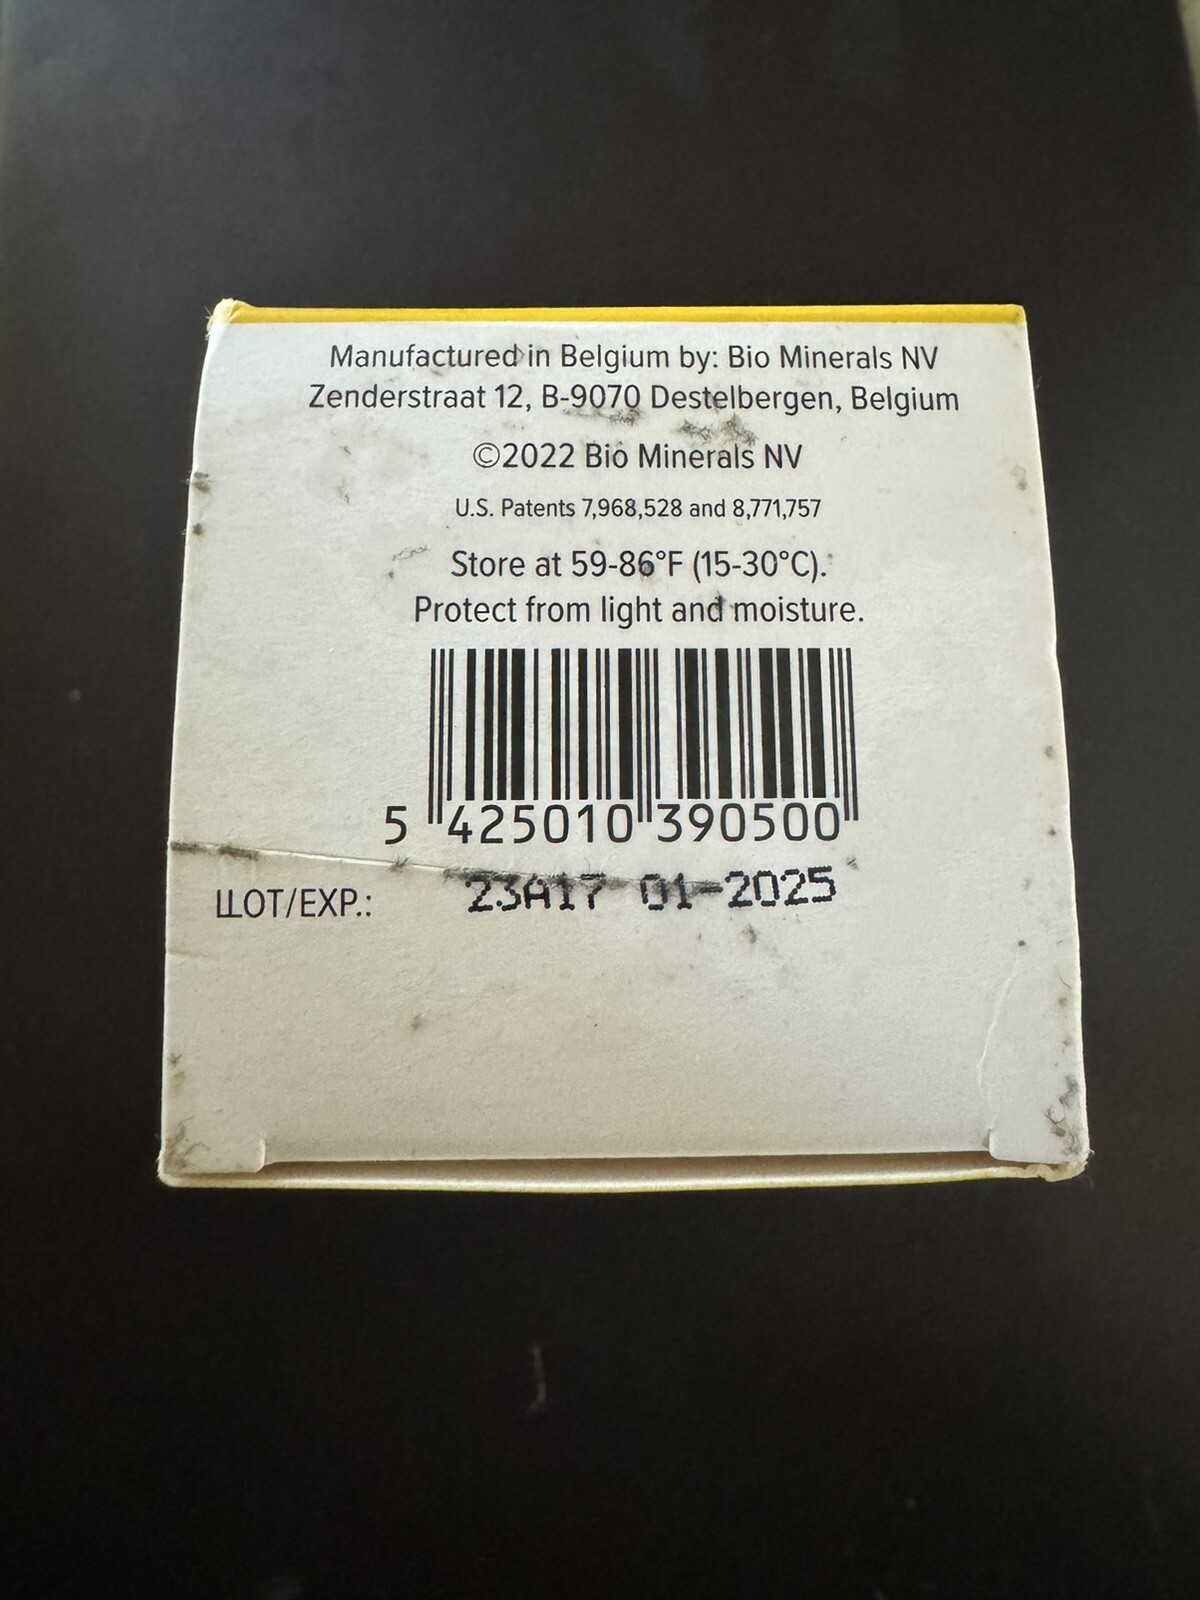 Manufactured in Belgium by: Bio Minerals NV
Zenderstraat 12, B-9070 Destelbergen, Belgium
©2022 Bio Minerals NV
U.S. Patents 7,968,528 and 8,771,757
Store at 59-86°F (15-30°C).
Protect from light and moisture.
5 425010 390500
LLOT/EXP.: 23A17 01-2025